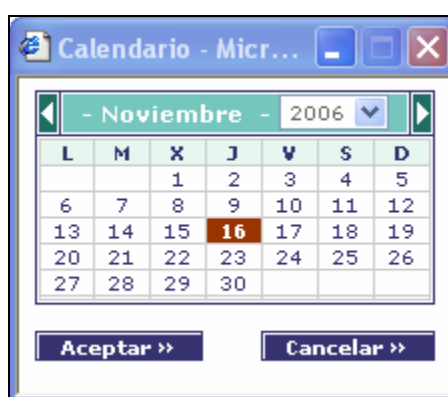 Calendario - Micr...
- Noviembre - 2006
L M X J V S D
1 2 3 4 5
6 7 8 9 10 11 12
13 14 15 16 17 18 19
20 21 22 23 24 25 26
27 28 29 30
Aceptar » Cancelar »